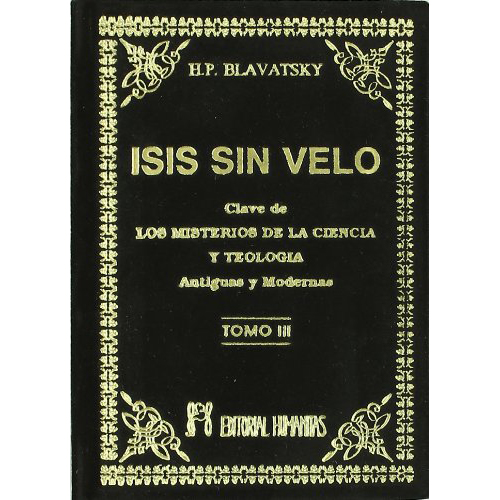 H.P. BLAVATSKY
ISIS SIN VELO
Clave de
LOS MISTERIOS DE LA CIENCIA
Y TEOLOGIA
Antiguas y Modernas
TOMO III
EDITORIAL HUMANITAS